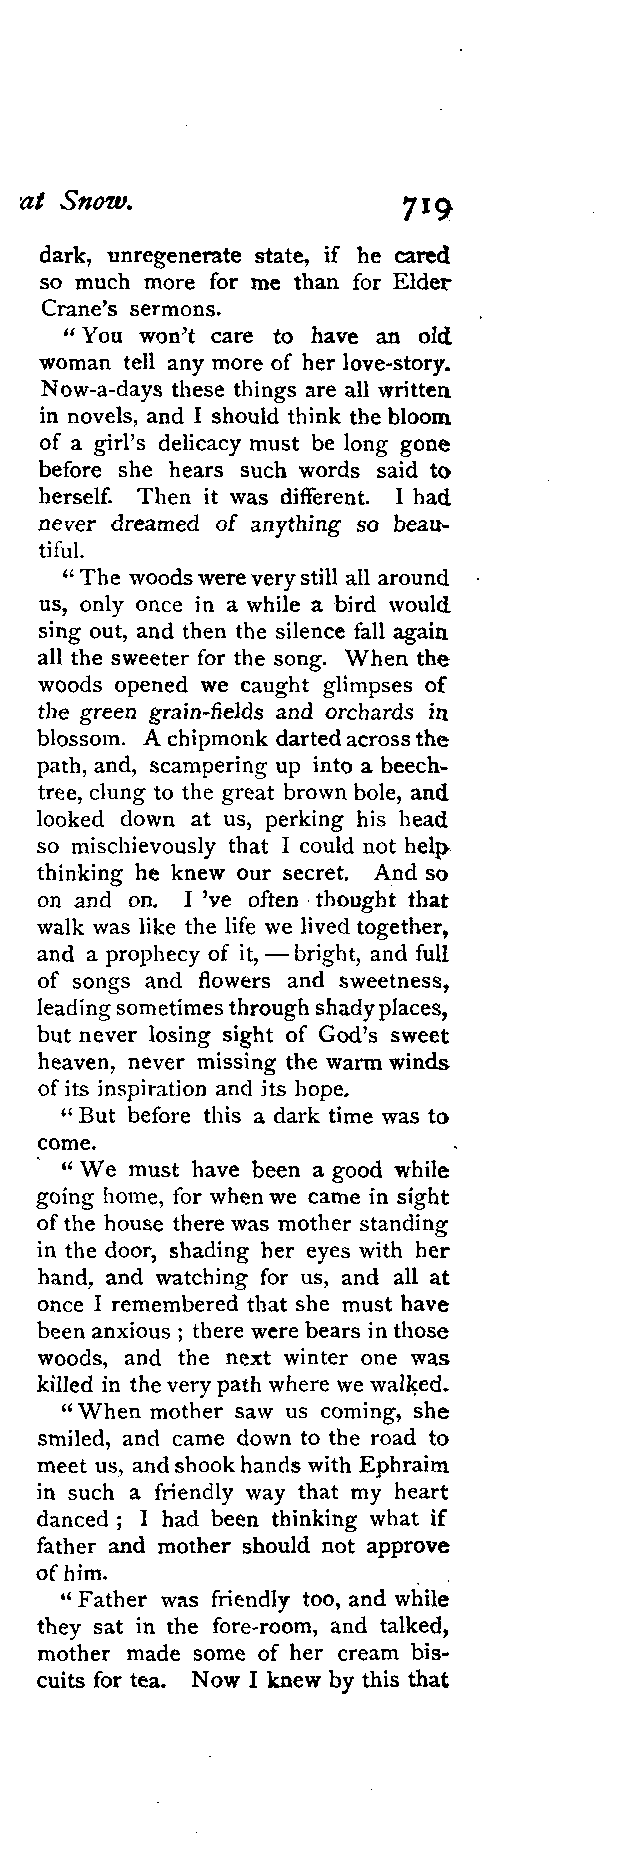 at Snow. 719
dark, unregenerate state, if he cared
so much more for me than for Elder
Crane's sermons.
"You won't care to have an old
woman tell any more of her love-story.
Now-a-days these things are all written
in novels, and I should think the bloom
of a girl's delicacy must be long gone
before she hears such words said to
herself. Then it was different. I had
never dreamed of anything so beau-
tiful.
"The woods were very still all around
us, only once in a while a bird would
sing out, and then the silence fall again
all the sweeter for the song. When the
woods opened we caught glimpses of
the green grain-fields and orchards in
blossom. A chipmonk darted across the
path, and, scampering up into a beech-
tree, clung to the great brown bole, and
looked down at us, perking his head
so mischievously that I could not help
thinking he knew our secret. And so
on and on. I 've often thought that
walk was like the life we lived together,
and a prophecy of it, — bright, and full
of songs and flowers and sweetness,
leading sometimes through shady places,
but never losing sight of God's sweet
heaven, never missing the warm winds
of its inspiration and its hope.
"But before this a dark time was to
come.
"We must have been a good while
going home, for when we came in sight
of the house there was mother standing
in the door, shading her eyes with her
hand, and watching for us, and all at
once I remembered that she must have
been anxious ; there were bears in those
woods, and the next winter one was
killed in the very path where we walked.
"When mother saw us coming, she
smiled, and came down to the road to
meet us, and shook hands with Ephraim
in such a friendly way that my heart
danced ; I had been thinking what if
father and mother should not approve
of him.
"Father was friendly too, and while
they sat in the fore-room, and talked,
mother made some of her cream bis-
cuits for tea. Now I knew by this that